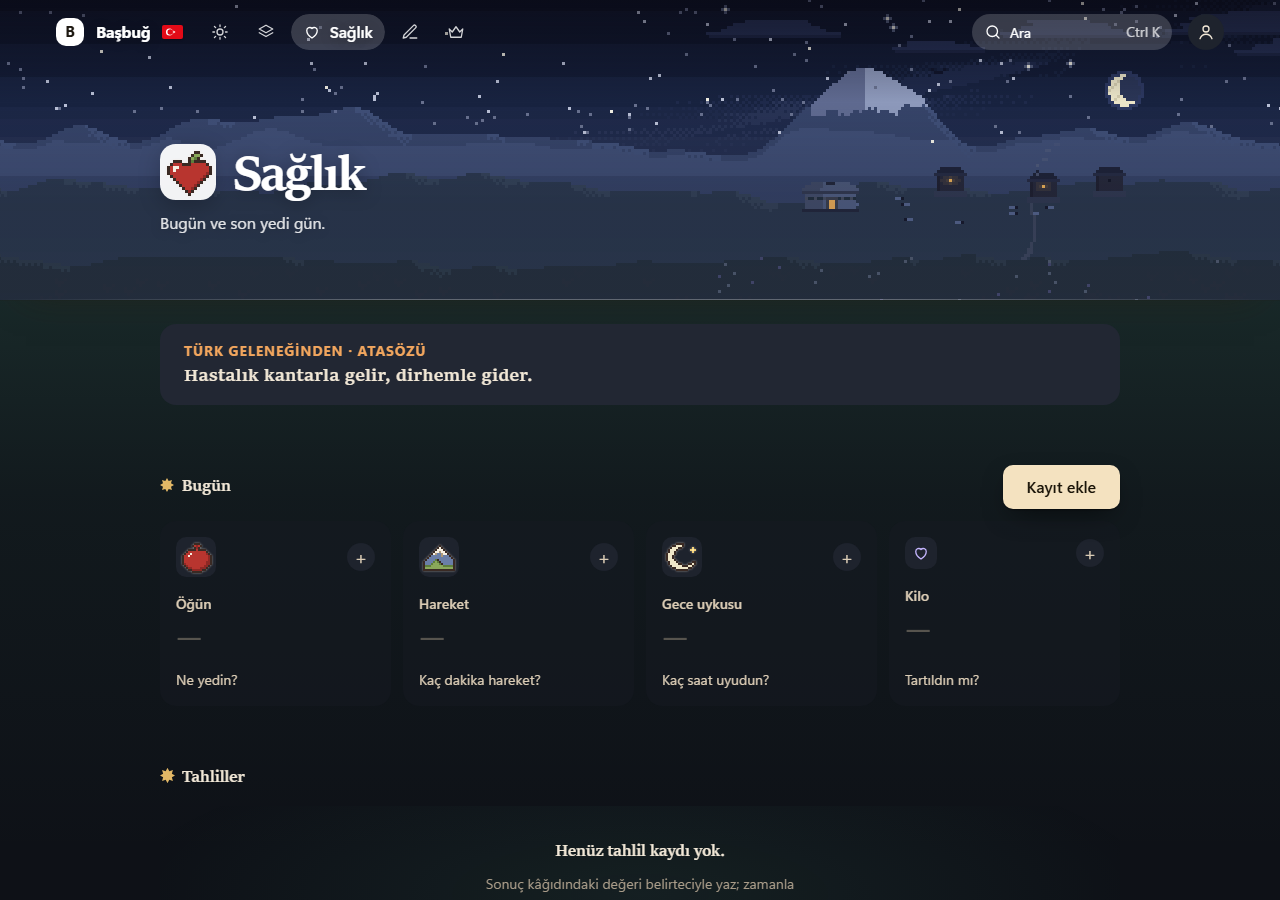 B Başbuğ Sağlık Ara Ctrl K
Sağlık
Bugün ve son yedi gün.
TÜRK GELENEĞİNDEN · ATASÖZÜ
Hastalık kantarla gelir, dirhemle gider.
Bugün
Kayıt ekle
Öğün
—
Ne yedin?
Hareket
—
Kaç dakika hareket?
Gece uykusu
—
Kaç saat uyudun?
Kilo
—
Tartıldın mı?
Tahliller
Henüz tahlil kaydı yok.
Sonuç kâğıdındaki değeri belirteciyle yaz; zamanla